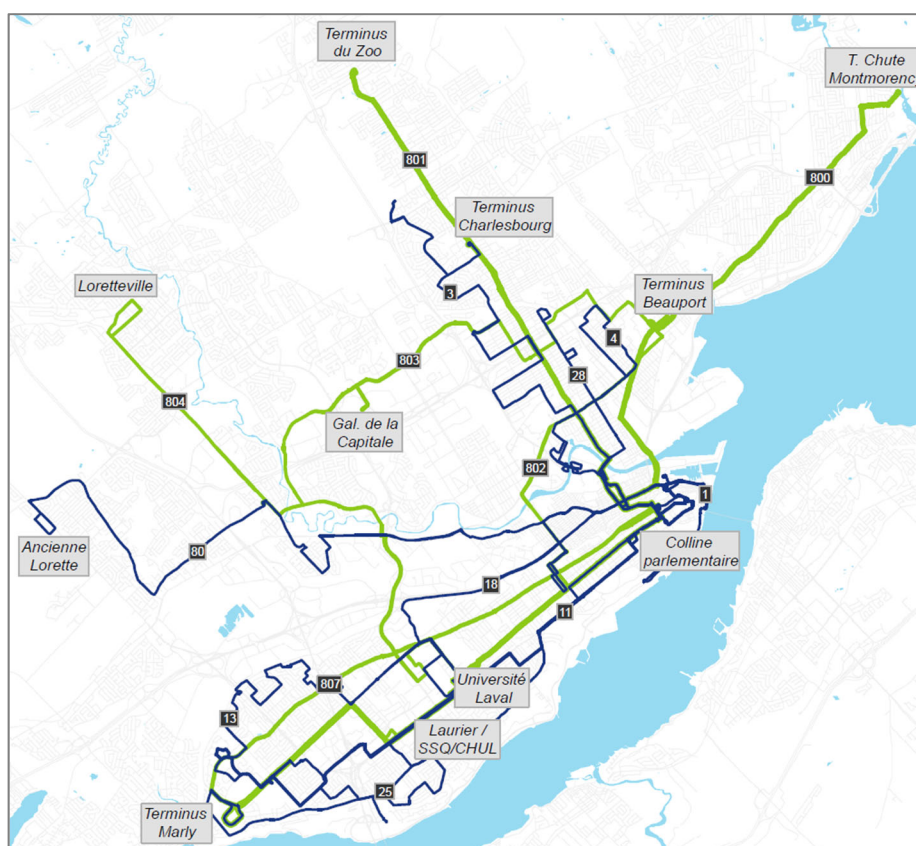 Terminus
du Zoo
T. Chute
Montmorency
801
800
Terminus
Charlesbourg
Loretteville
3
Terminus
Beauport
4
803
28
804
Gal. de la
Capitale
802
1
Ancienne
Lorette
80
Colline
parlementaire
18
11
Université
Laval
807
13
Laurier /
SSQ/CHUL
25
Terminus
Marly